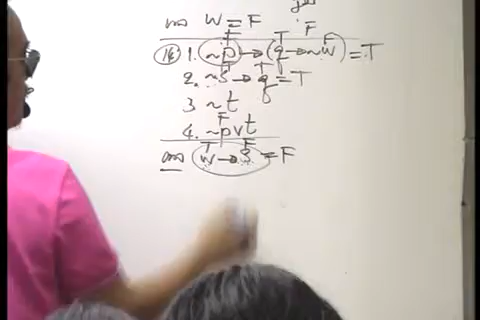 W = F
F
T F
(16) 1. ~p → (q → ~w) = T
T T
2. ~s → q = T
3 ~t
F
4. ~p v t
T F
w → s = F